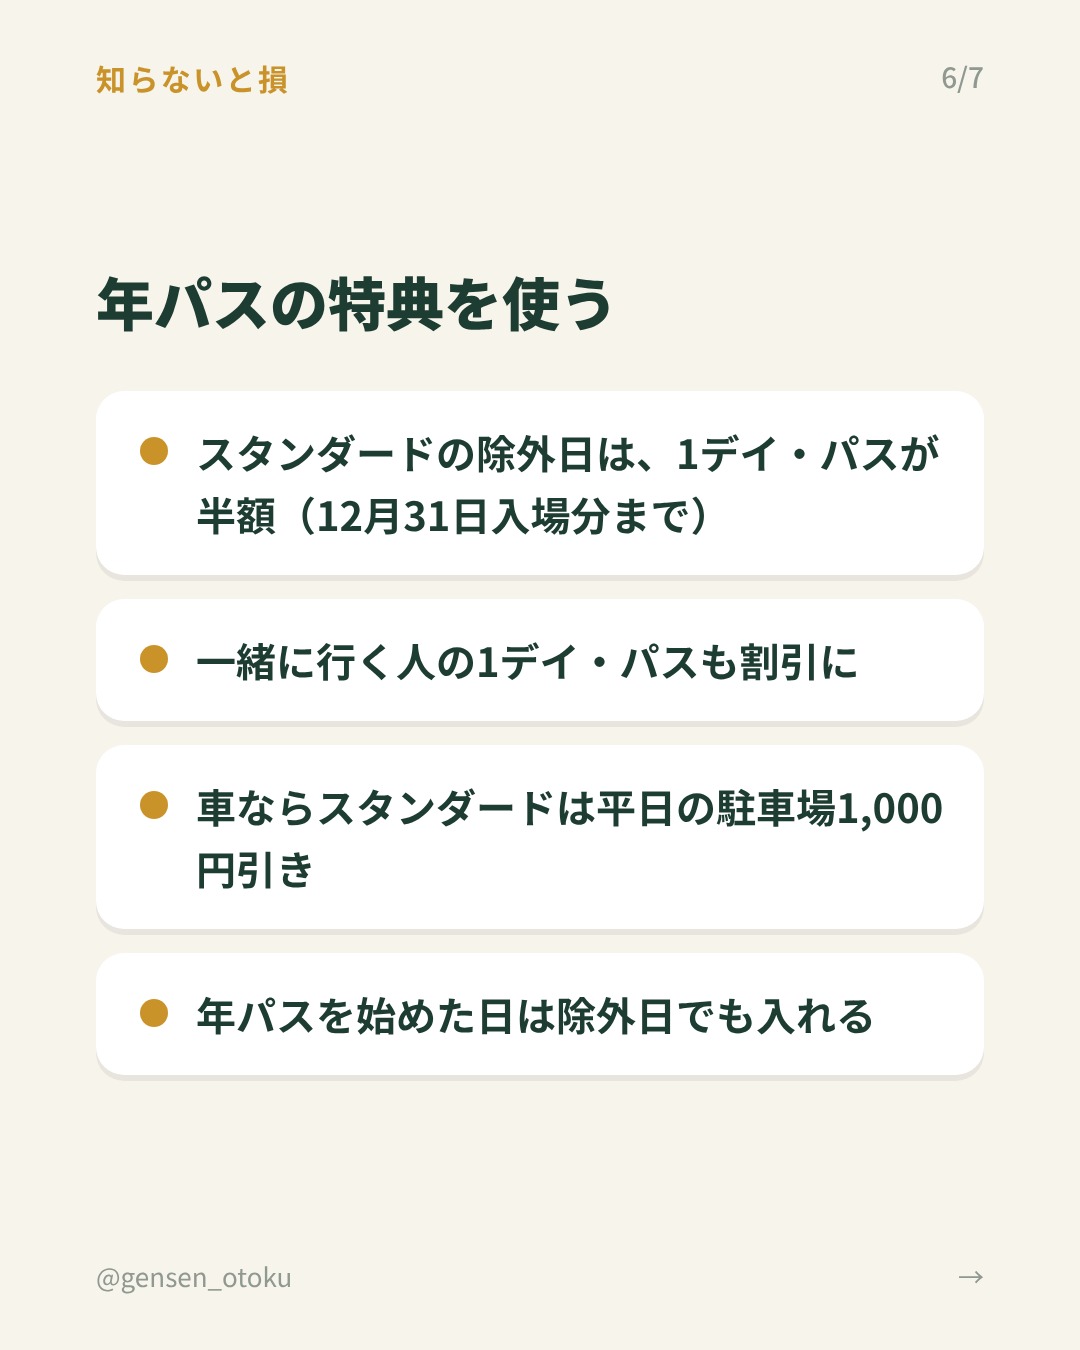 知らないと損
6/7
年パスの特典を使う
スタンダードの除外日は、1デイ・パスが
半額（12月31日入場分まで）
一緒に行く人の1デイ・パスも割引に
車ならスタンダードは平日の駐車場1,000
円引き
年パスを始めた日は除外日でも入れる
@gensen_otoku
→